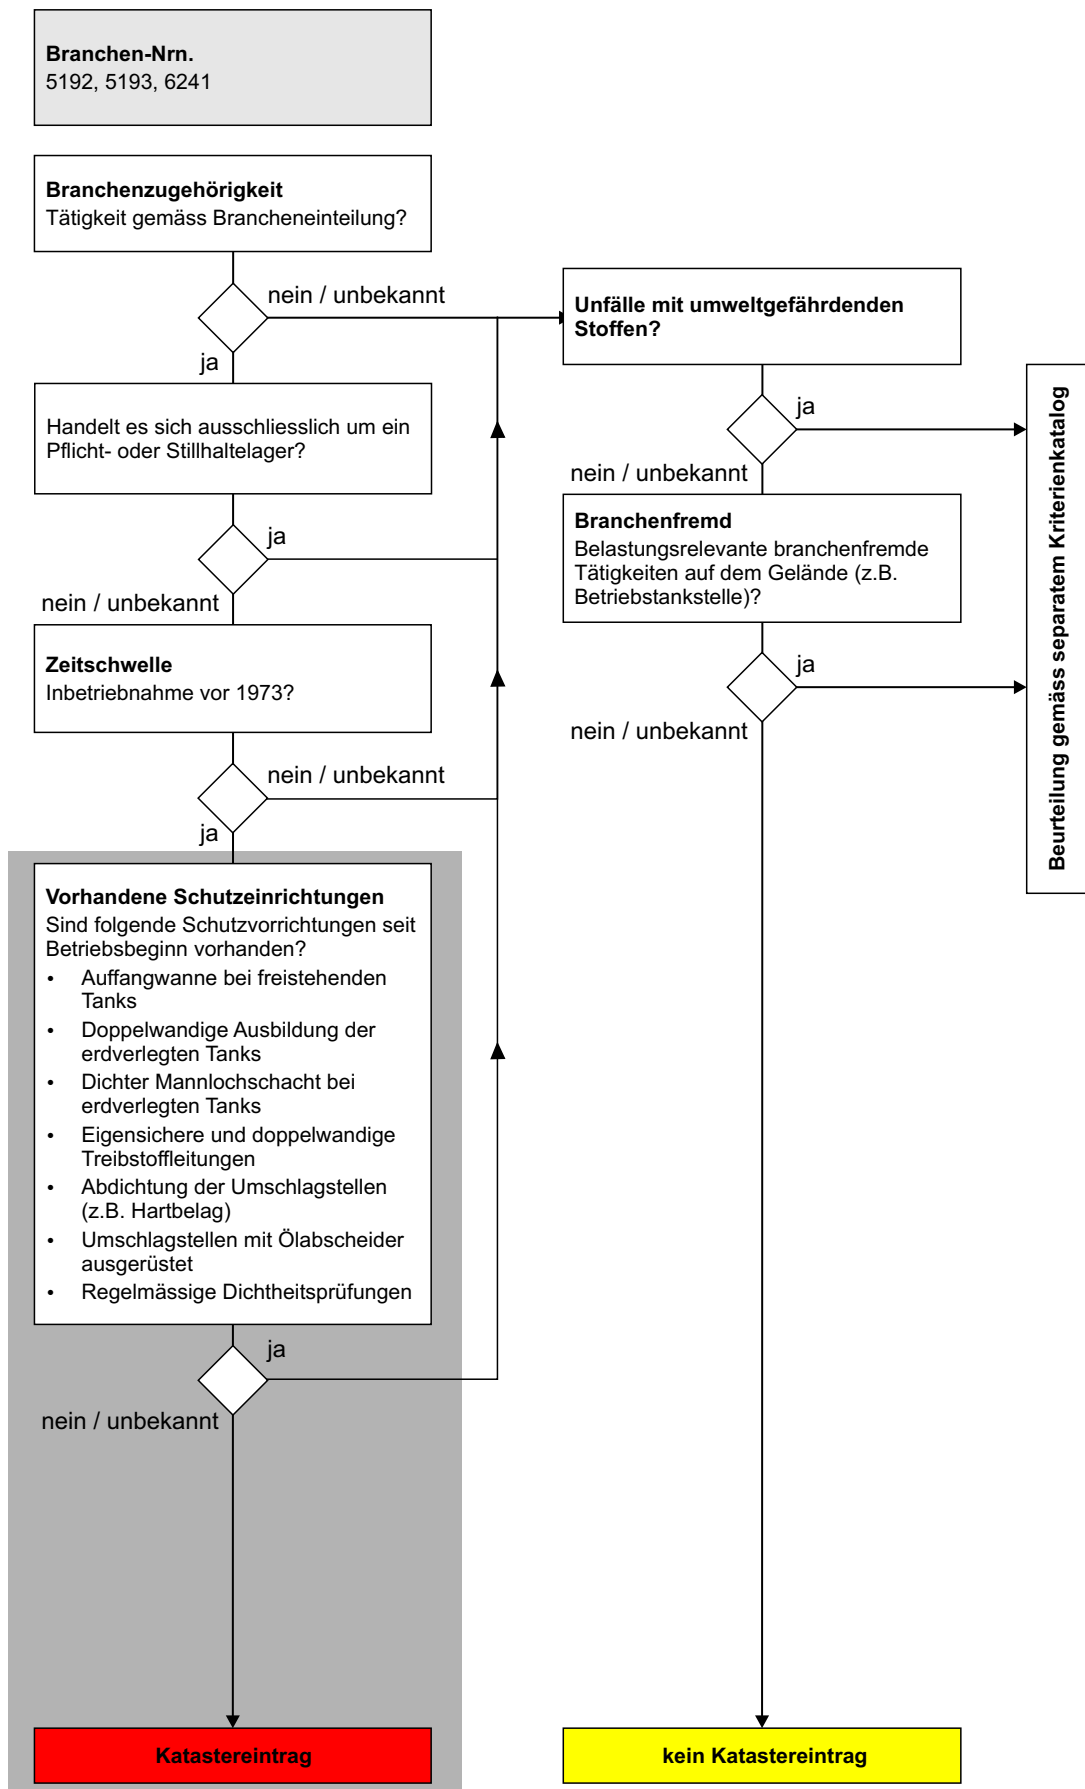 Branchen-Nrn.
5192, 5193, 6241
Branchenzugehörigkeit
Tätigkeit gemäss Brancheneinteilung?
nein / unbekannt
ja
Handelt es sich ausschliesslich um ein
Pflicht- oder Stillhaltelager?
ja
nein / unbekannt
Zeitschwelle
Inbetriebnahme vor 1973?
nein / unbekannt
ja
Vorhandene Schutzeinrichtungen
Sind folgende Schutzvorrichtungen seit
Betriebsbeginn vorhanden?
• Auffangwanne bei freistehenden
Tanks
• Doppelwandige Ausbildung der
erdverlegten Tanks
• Dichter Mannlochschacht bei
erdverlegten Tanks
• Eigensichere und doppelwandige
Treibstoffleitungen
• Abdichtung der Umschlagstellen
(z.B. Hartbelag)
• Umschlagstellen mit Ölabscheider
ausgerüstet
• Regelmässige Dichtheitsprüfungen
ja
nein / unbekannt
Katastereintrag
Unfälle mit umweltgefährdenden
Stoffen?
ja
nein / unbekannt
Branchenfremd
Belastungsrelevante branchenfremde
Tätigkeiten auf dem Gelände (z.B.
Betriebstankstelle)?
ja
nein / unbekannt
kein Katastereintrag
Beurteilung gemäss separatem Kriterienkatalog